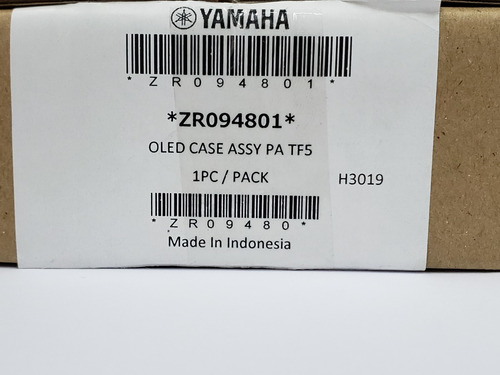 YAMAHA
* Z R 0 9 4 8 0 1 *
*ZR094801*
OLED CASE ASSY PA TF5
1PC / PACK H3019
* Z R 0 9 4 8 0 *
Made In Indonesia